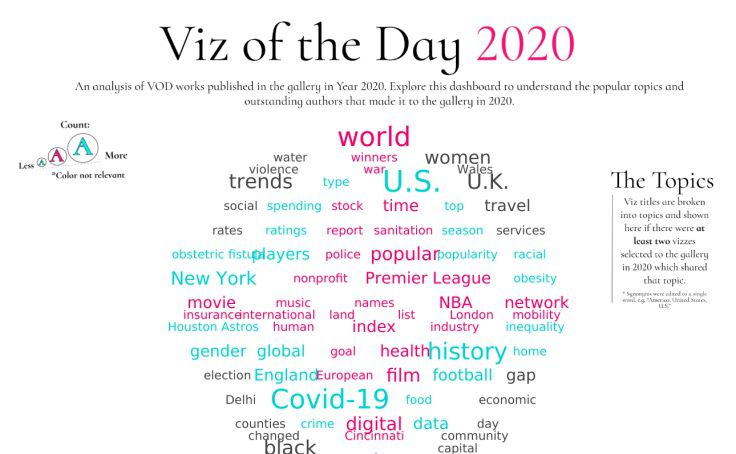 Viz of the Day 2020
An analysis of VOD works published in the gallery in Year 2020. Explore this dashboard to understand the popular topics and
outstanding authors that made it to the gallery in 2020.
Count:
Less A A A More
*Color not relevant
world
water winners women
violence war Wales
trends type U.S. U.K.
social spending stock time top travel
rates ratings report sanitation season services
obstetric fistula players police popular popularity racial
New York nonprofit Premier League obesity
movie music names NBA network
insurance international land list London mobility
Houston Astros human index industry inequality
gender global goal health history home
election England European film football gap
Delhi Covid-19 food economic
counties crime digital data day
changed Cincinnati community
black capital
The Topics
Viz titles are broken
into topics and shown
here if there were at
least two vizzes
selected to the gallery
in 2020 which shared
that topic.
* Synonyms were edited to a single
word, e.g. "America, United States,
U.S."